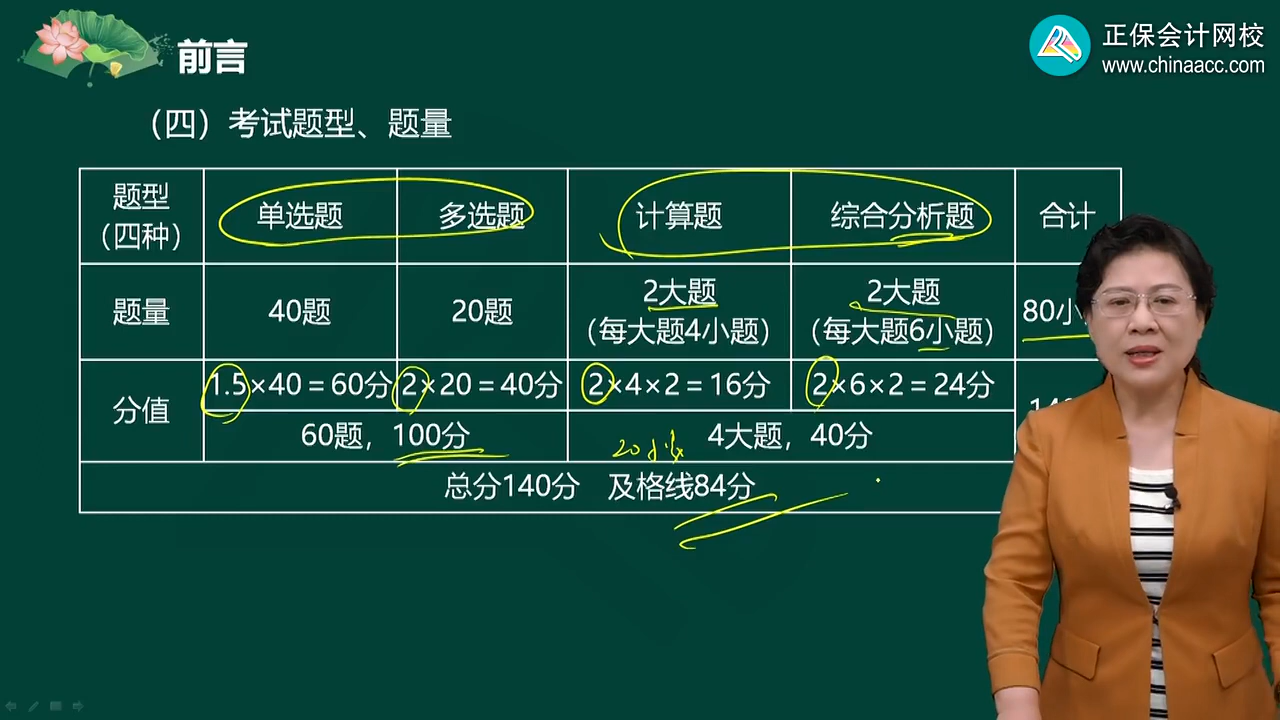 前言
正保会计网校
www.chinaacc.com
（四）考试题型、题量
题型（四种） 单选题 多选题 计算题 综合分析题 合计
题量 40题 20题 2大题（每大题4小题） 2大题（每大题6小题） 80小
分值 1.5×40＝60分 2×20＝40分 2×4×2＝16分 2×6×2＝24分
60题，100分 4大题，40分
总分140分 及格线84分